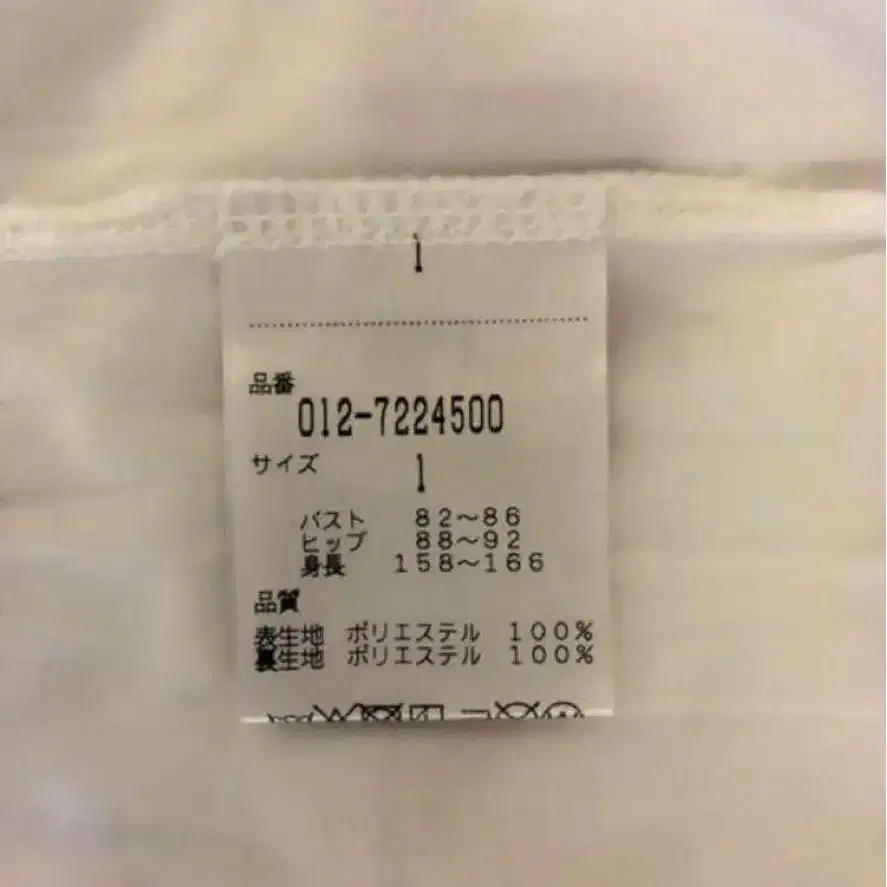 1
品番
012-7224500
サイズ 1
バスト 82～86
ヒップ 88～92
身長 158～166
品質
表生地 ポリエステル 100%
裏生地 ポリエステル 100%